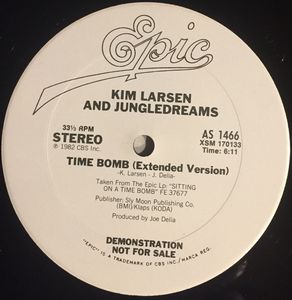 Epic
KIM LARSEN
AND JUNGLEDREAMS
33⅓ RPM
STEREO
℗ 1982 CBS Inc.
AS 1466
XSM 170133
Time: 6:11
TIME BOMB (Extended Version)
-K. Larsen - J. Delia-
Taken From The Epic Lp: "SITTING
ON A TIME BOMB" FE 37677
Publisher: Sly Moon Publishing Co.
(BMI)/Klaps (KODA)
Produced by Joe Delia
DEMONSTRATION
NOT FOR SALE
"EPIC" IS A TRADEMARK OF CBS INC./MARCA REG.